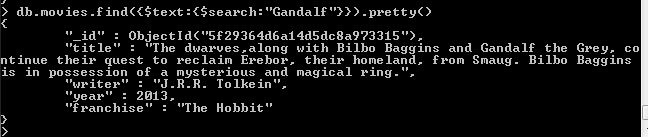 > db.movies.find({$text:{$search:"Gandalf"}}).pretty()
{
"_id" : ObjectId("5f29364d6a14d5dc8a973315"),
"title" : "The dwarves,along with Bilbo Baggins and Gandalf the Grey, co
ntinue their quest to reclaim Erebor, their homeland, from Smaug. Bilbo Baggins
is in possession of a mysterious and magical ring.",
"writer" : "J.R.R. Tolkein",
"year" : 2013,
"franchise" : "The Hobbit"
}
>